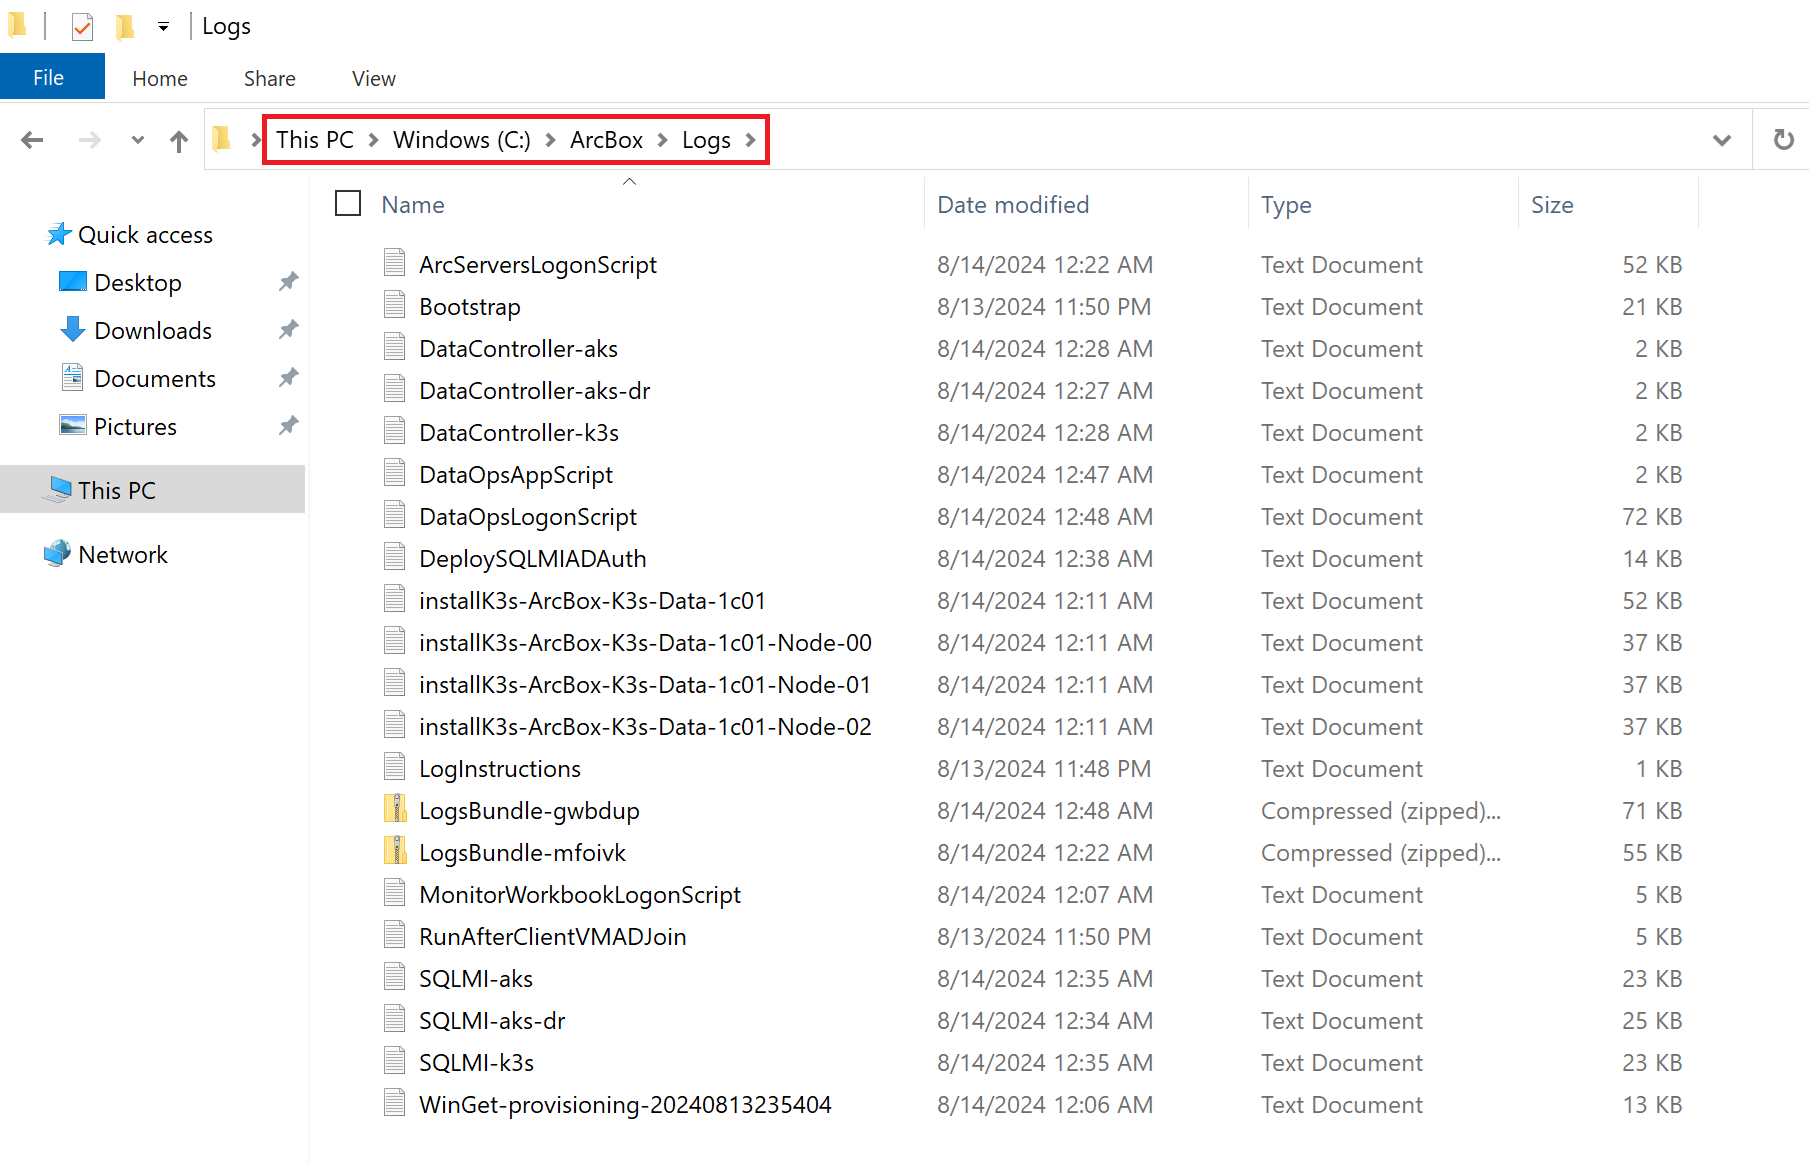 Logs
File Home Share View
This PC Windows (C:) ArcBox Logs
Name Date modified Type Size
Quick access
Desktop
Downloads
Documents
Pictures
This PC
Network
ArcServersLogonScript 8/14/2024 12:22 AM Text Document 52 KB
Bootstrap 8/13/2024 11:50 PM Text Document 21 KB
DataController-aks 8/14/2024 12:28 AM Text Document 2 KB
DataController-aks-dr 8/14/2024 12:27 AM Text Document 2 KB
DataController-k3s 8/14/2024 12:28 AM Text Document 2 KB
DataOpsAppScript 8/14/2024 12:47 AM Text Document 2 KB
DataOpsLogonScript 8/14/2024 12:48 AM Text Document 72 KB
DeploySQLMIADAuth 8/14/2024 12:38 AM Text Document 14 KB
installK3s-ArcBox-K3s-Data-1c01 8/14/2024 12:11 AM Text Document 52 KB
installK3s-ArcBox-K3s-Data-1c01-Node-00 8/14/2024 12:11 AM Text Document 37 KB
installK3s-ArcBox-K3s-Data-1c01-Node-01 8/14/2024 12:11 AM Text Document 37 KB
installK3s-ArcBox-K3s-Data-1c01-Node-02 8/14/2024 12:11 AM Text Document 37 KB
LogInstructions 8/13/2024 11:48 PM Text Document 1 KB
LogsBundle-gwbdup 8/14/2024 12:48 AM Compressed (zipped)... 71 KB
LogsBundle-mfoivk 8/14/2024 12:22 AM Compressed (zipped)... 55 KB
MonitorWorkbookLogonScript 8/14/2024 12:07 AM Text Document 5 KB
RunAfterClientVMADJoin 8/13/2024 11:50 PM Text Document 5 KB
SQLMI-aks 8/14/2024 12:35 AM Text Document 23 KB
SQLMI-aks-dr 8/14/2024 12:34 AM Text Document 25 KB
SQLMI-k3s 8/14/2024 12:35 AM Text Document 23 KB
WinGet-provisioning-20240813235404 8/14/2024 12:06 AM Text Document 13 KB